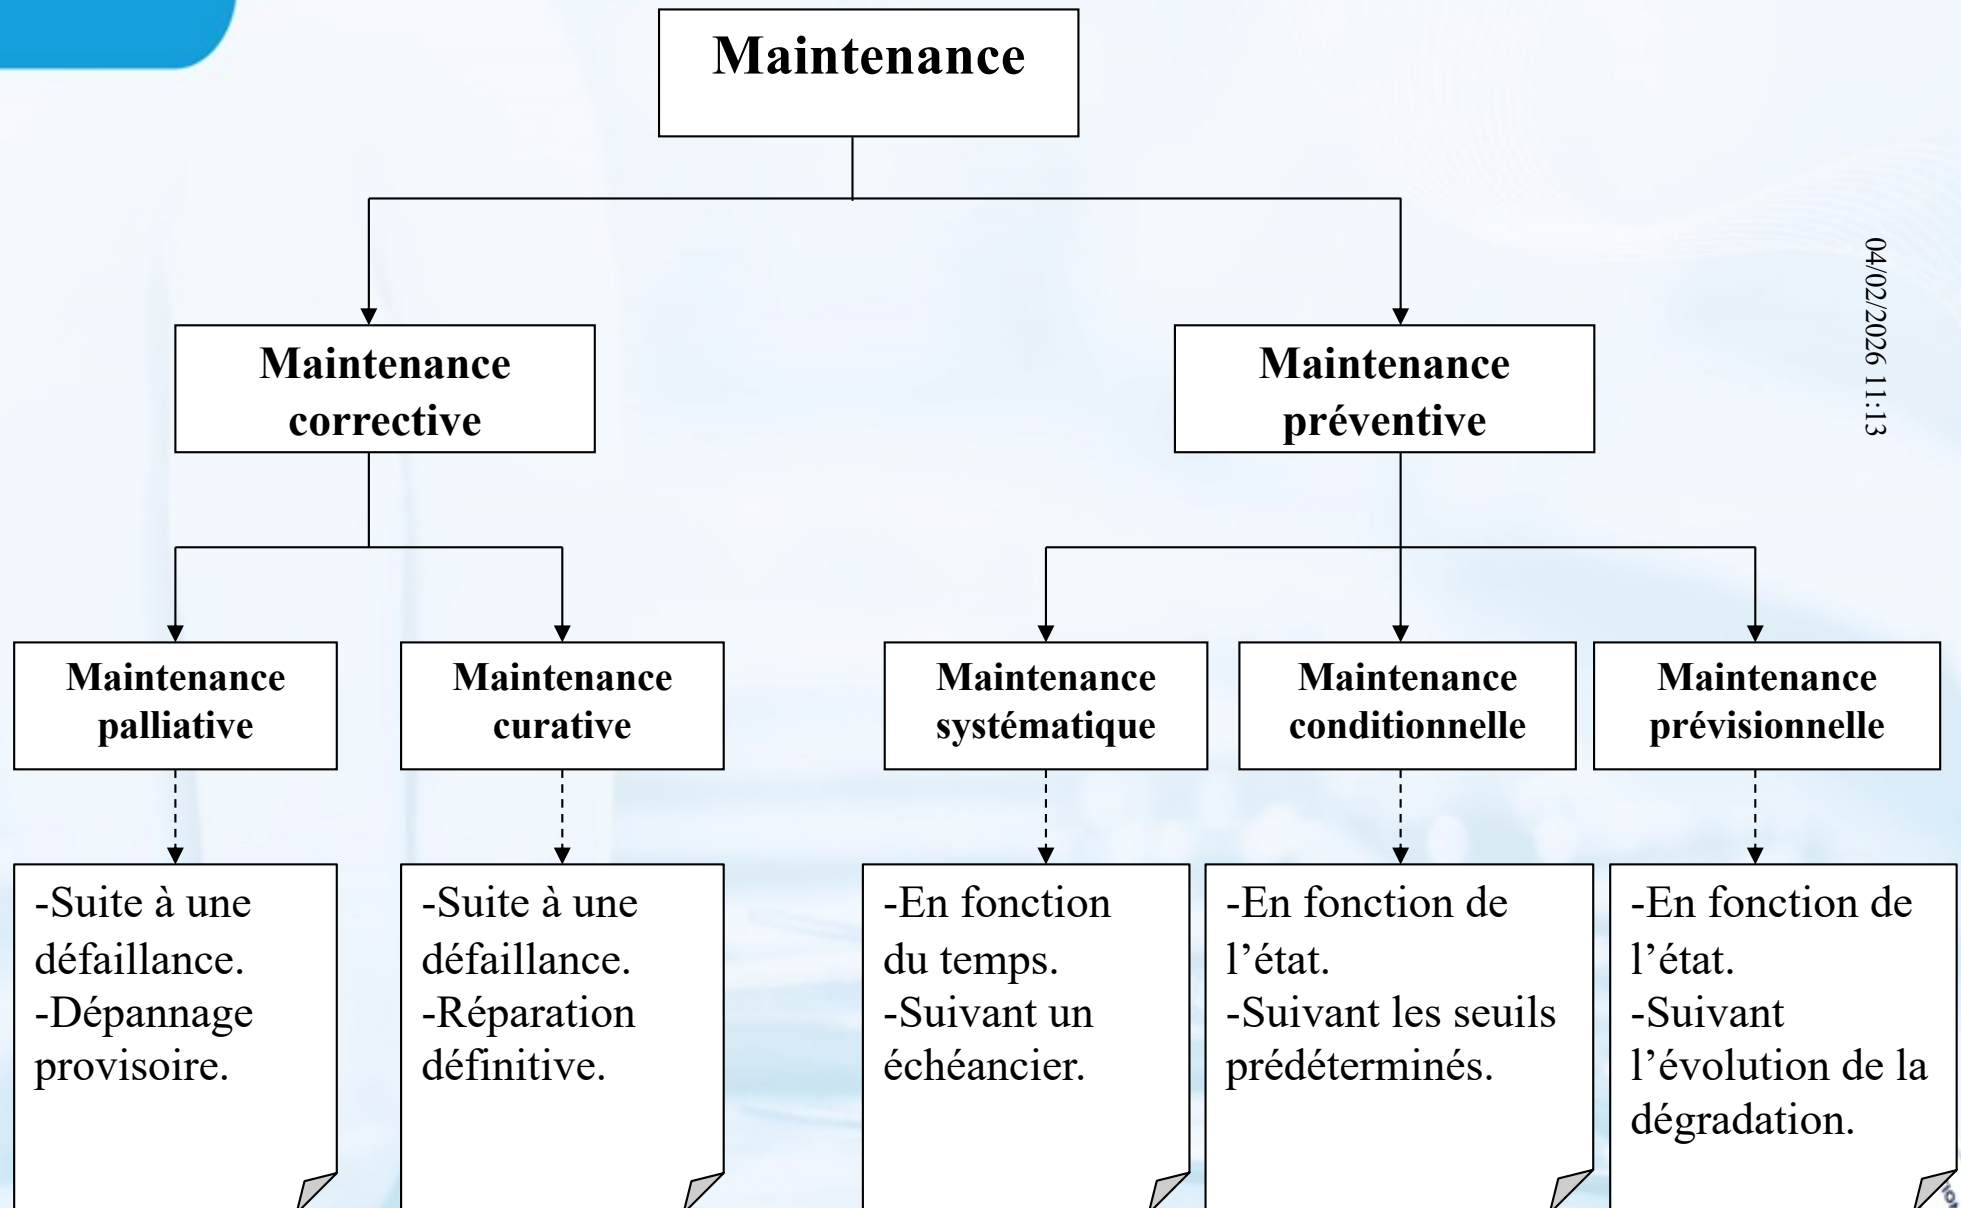 Maintenance
04/02/2026 11:13
Maintenance
corrective
Maintenance
préventive
Maintenance
palliative
Maintenance
curative
Maintenance
systématique
Maintenance
conditionnelle
Maintenance
prévisionnelle
-Suite à une
défaillance.
-Dépannage
provisoire.
-Suite à une
défaillance.
-Réparation
définitive.
-En fonction
du temps.
-Suivant un
échéancier.
-En fonction de
l’état.
-Suivant les seuils
prédéterminés.
-En fonction de
l’état.
-Suivant
l’évolution de la
dégradation.